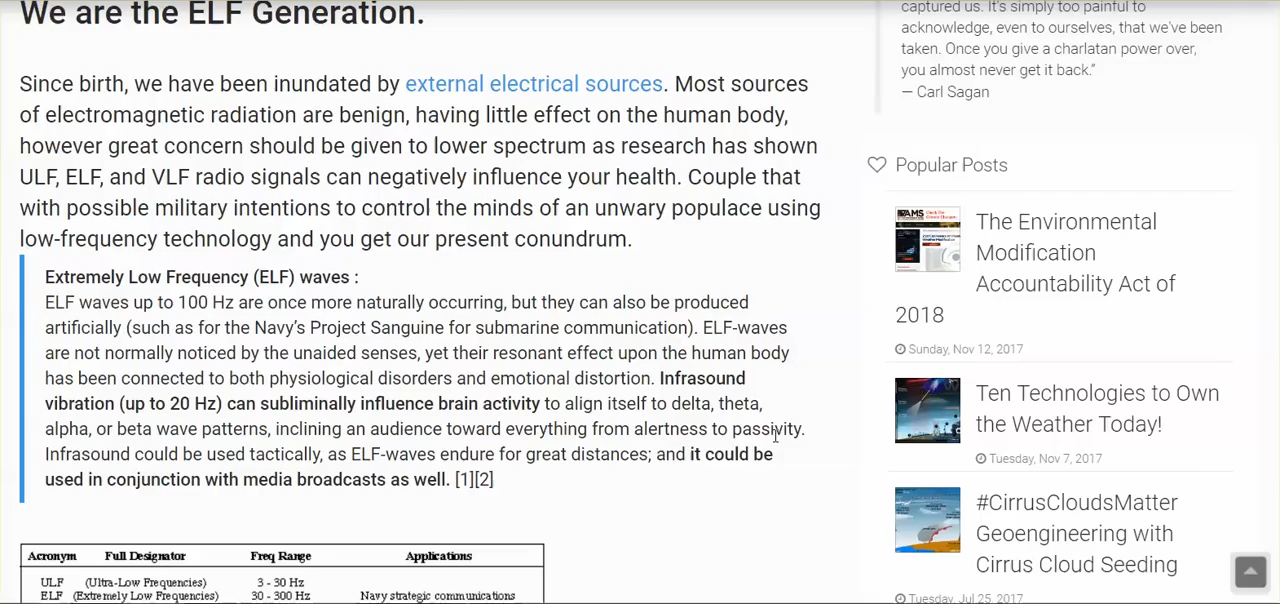 We are the ELF Generation.
Since birth, we have been inundated by external electrical sources. Most sources
of electromagnetic radiation are benign, having little effect on the human body,
however great concern should be given to lower spectrum as research has shown
ULF, ELF, and VLF radio signals can negatively influence your health. Couple that
with possible military intentions to control the minds of an unwary populace using
low-frequency technology and you get our present conundrum.
Extremely Low Frequency (ELF) waves :
ELF waves up to 100 Hz are once more naturally occurring, but they can also be produced
artificially (such as for the Navy's Project Sanguine for submarine communication). ELF-waves
are not normally noticed by the unaided senses, yet their resonant effect upon the human body
has been connected to both physiological disorders and emotional distortion. Infrasound
vibration (up to 20 Hz) can subliminally influence brain activity to align itself to delta, theta,
alpha, or beta wave patterns, inclining an audience toward everything from alertness to passivity.
Infrasound could be used tactically, as ELF-waves endure for great distances; and it could be
used in conjunction with media broadcasts as well. [1][2]
Acronym Full Designator Freq Range Applications
ULF (Ultra-Low Frequencies) 3 - 30 Hz
ELF (Extremely Low Frequencies) 30 - 300 Hz Navy strategic communications
captured us. It's simply too painful to
acknowledge, even to ourselves, that we've been
taken. Once you give a charlatan power over,
you almost never get it back.”
— Carl Sagan
Popular Posts
The Environmental
Modification
Accountability Act of
2018
Sunday, Nov 12, 2017
Ten Technologies to Own
the Weather Today!
Tuesday, Nov 7, 2017
#CirrusCloudsMatter
Geoengineering with
Cirrus Cloud Seeding
Tuesday, Jul 25, 2017